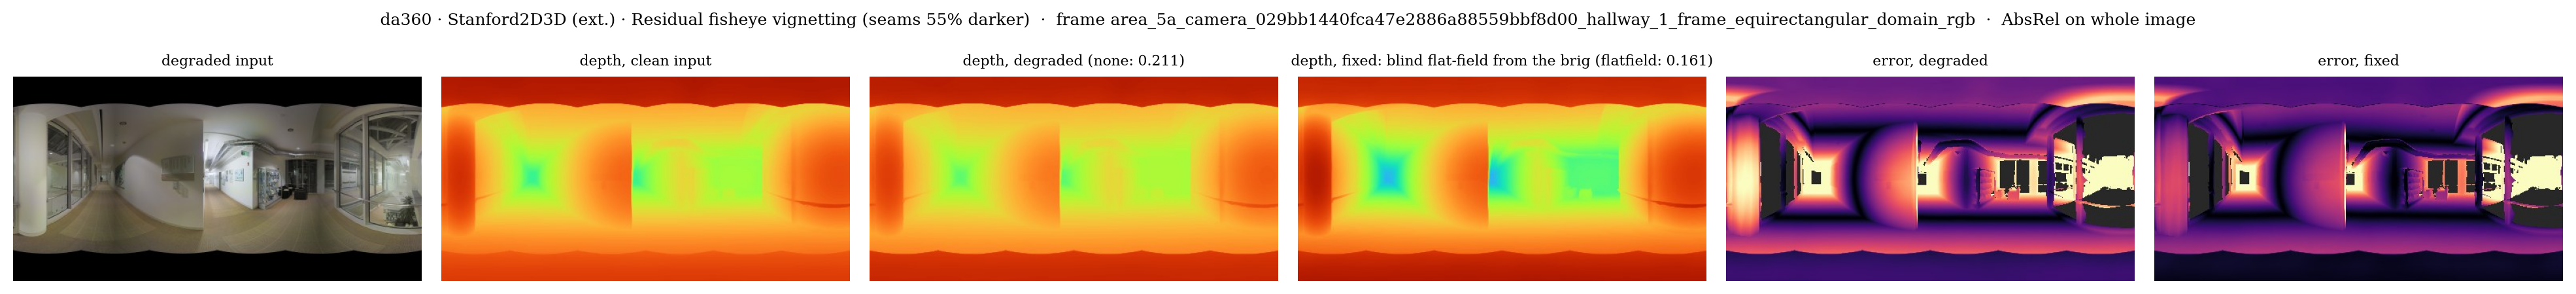 da360 · Stanford2D3D (ext.) · Residual fisheye vignetting (seams 55% darker)  ·  frame area_5a_camera_029bb1440fca47e2886a88559bbf8d00_hallway_1_frame_equirectangular_domain_rgb  ·  AbsRel on whole image
degraded input
depth, clean input
depth, degraded (none: 0.211)
depth, fixed: blind flat-field from the brig (flatfield: 0.161)
error, degraded
error, fixed